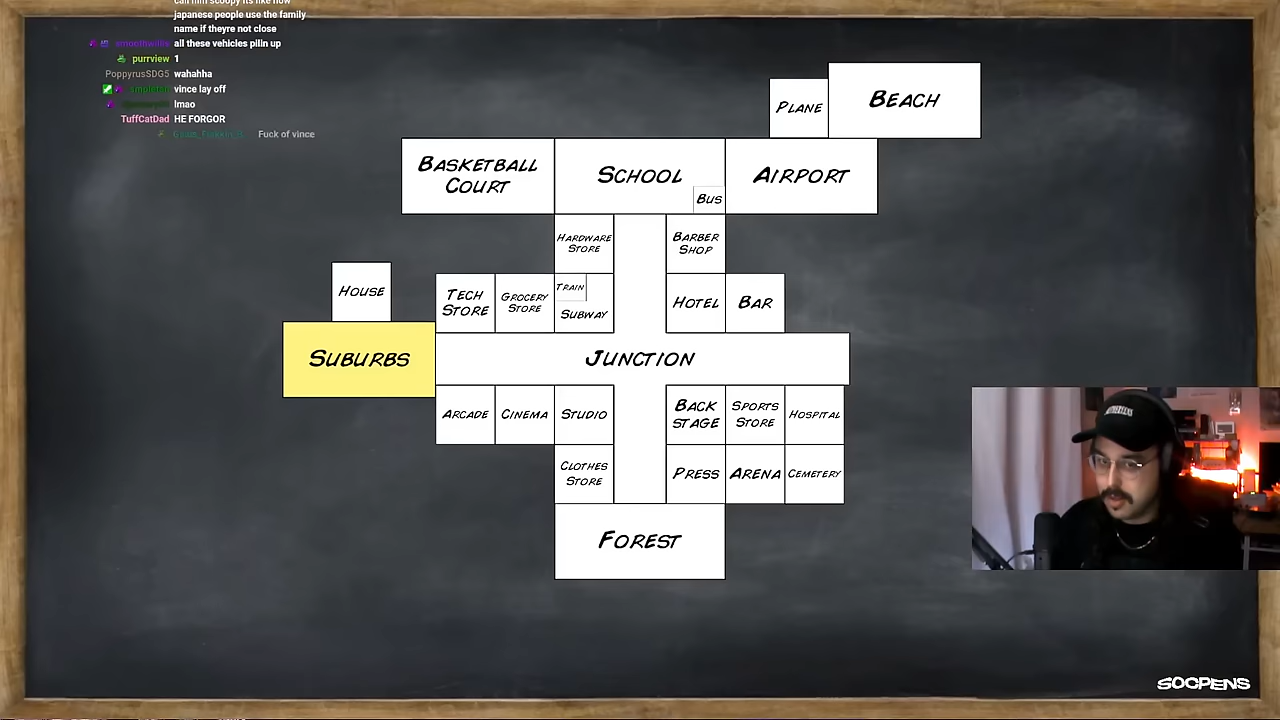 japanese people use the family
name if theyre not close
all these vehicles pilin up
purrview 1
PoppyrusSDG5 wahahha
vince lay off
lmao
TuffCatDad HE FORGOR
Fuck of vince
PLANE
BEACH
BASKETBALL
COURT
SCHOOL
BUS
AIRPORT
HARDWARE
STORE
BARBER
SHOP
HOUSE
TECH
STORE
GROCERY
STORE
TRAIN
SUBWAY
HOTEL
BAR
SUBURBS
JUNCTION
ARCADE
CINEMA
STUDIO
BACK
STAGE
SPORTS
STORE
HOSPITAL
CLOTHES
STORE
PRESS
ARENA
CEMETERY
FOREST
SOCPENS